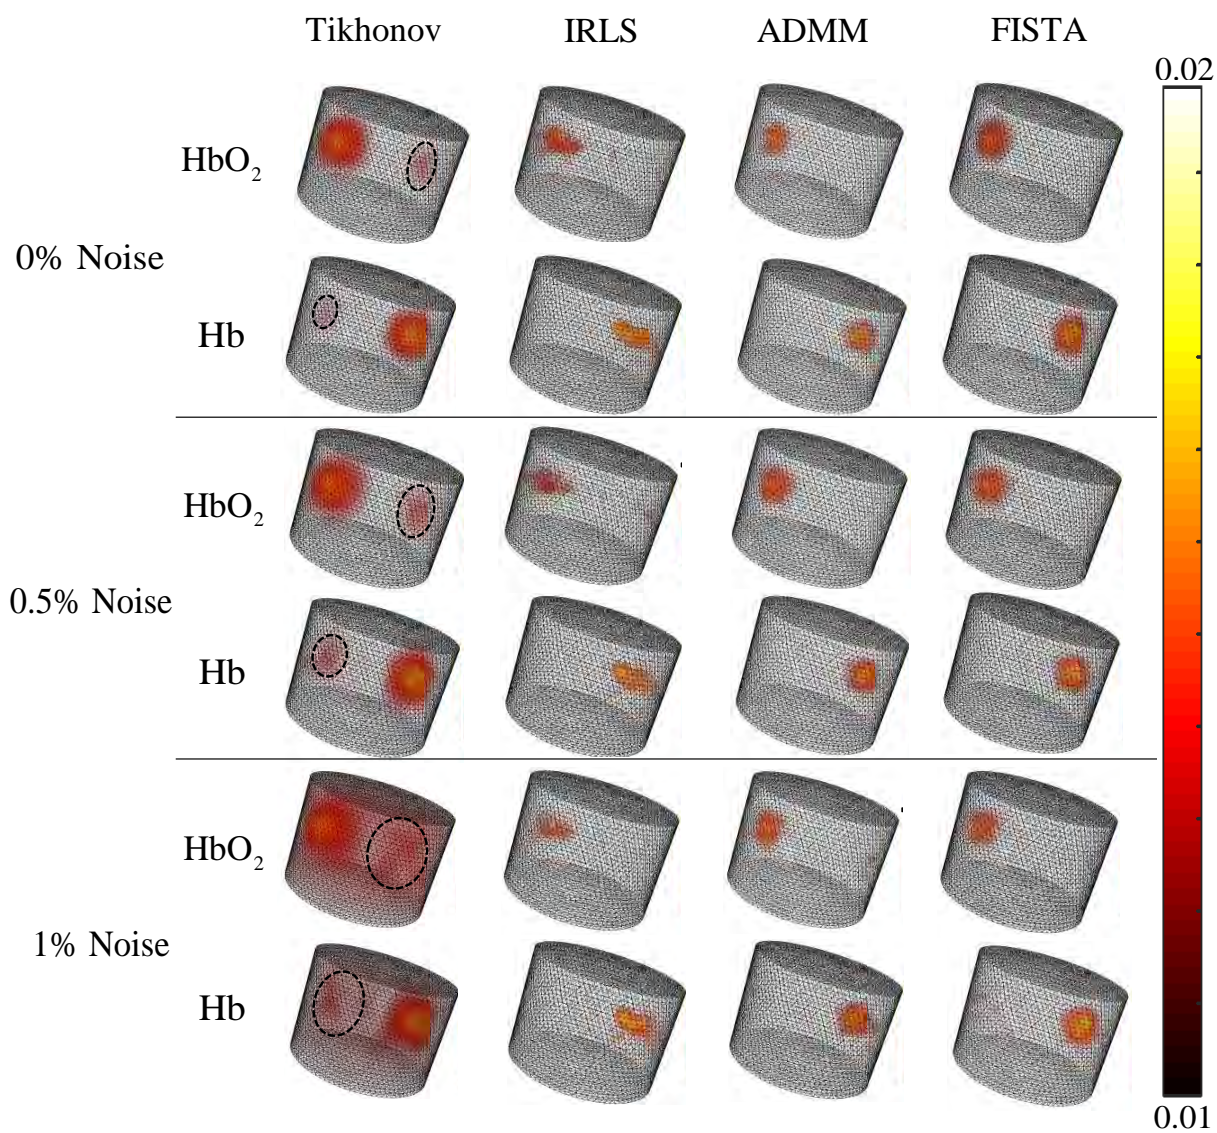 Tikhonov IRLS ADMM FISTA
0.02
HbO₂
0% Noise
Hb
HbO₂
0.5% Noise
Hb
HbO₂
1% Noise
Hb
0.01